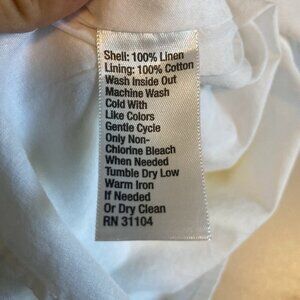 Shell: 100% Linen
Lining: 100% Cotton
Wash Inside Out
Machine Wash
Cold With
Like Colors
Gentle Cycle
Only Non-
Chlorine Bleach
When Needed
Tumble Dry Low
Warm Iron
If Needed
Or Dry Clean
RN 31104